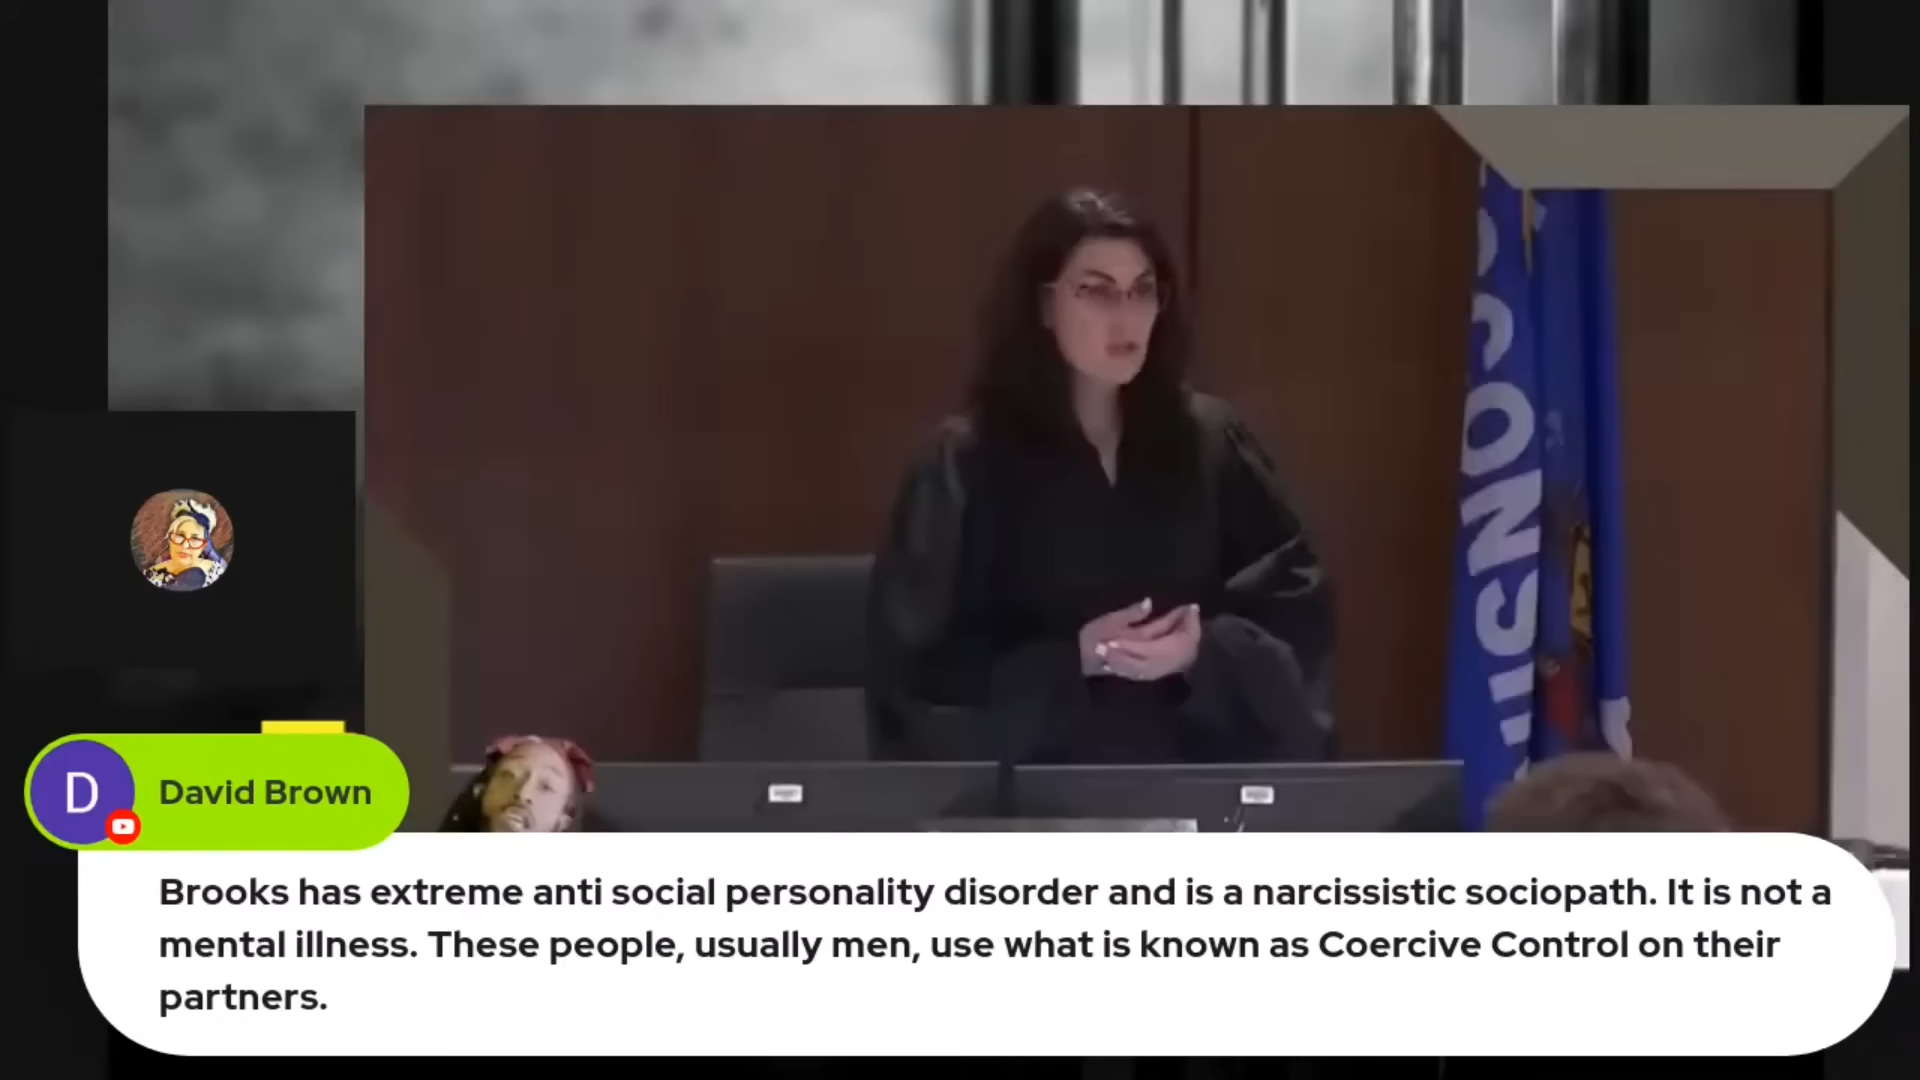 CONSIN
D
David Brown
Brooks has extreme anti social personality disorder and is a narcissistic sociopath. It is not a
mental illness. These people, usually men, use what is known as Coercive Control on their
partners.